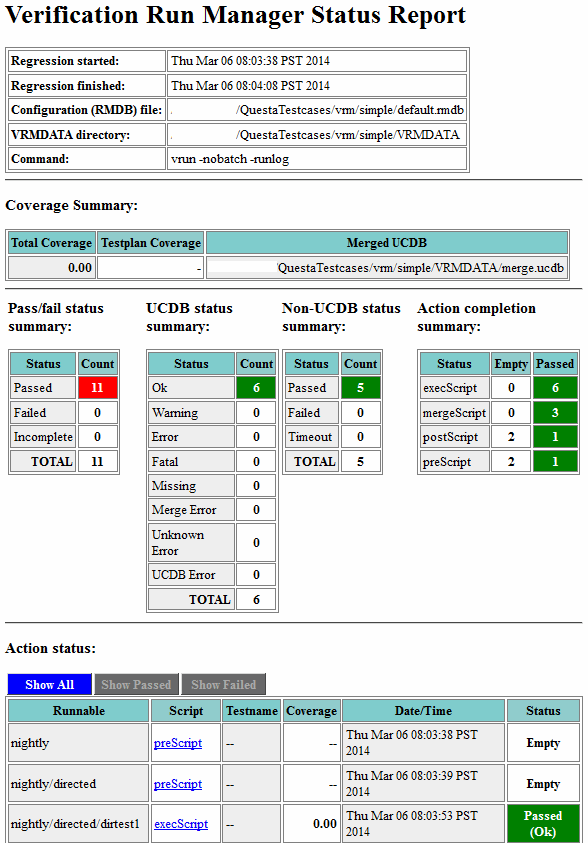 Verification Run Manager Status Report
Regression started: Thu Mar 06 08:03:38 PST 2014
Regression finished: Thu Mar 06 08:04:08 PST 2014
Configuration (RMDB) file: /QuestaTestcases/vrm/simple/default.rmdb
VRMDATA directory: /QuestaTestcases/vrm/simple/VRMDATA
Command: vrun -nobatch -runlog
Coverage Summary:
Total Coverage Testplan Coverage Merged UCDB
0.00 - /QuestaTestcases/vrm/simple/VRMDATA/merge.ucdb
Pass/fail status
summary:
Status Count
Passed 11
Failed 0
Incomplete 0
TOTAL 11
UCDB status
summary:
Status Count
Ok 6
Warning 0
Error 0
Fatal 0
Missing 0
Merge Error 0
Unknown
Error 0
UCDB Error 0
TOTAL 6
Non-UCDB status
summary:
Status Count
Passed 5
Failed 0
Timeout 0
TOTAL 5
Action completion
summary:
Status Empty Passed
execScript 0 6
mergeScript 0 3
postScript 2 1
preScript 2 1
Action status:
Show All Show Passed Show Failed
Runnable Script Testname Coverage Date/Time Status
nightly preScript -- -- Thu Mar 06 08:03:38 PST
2014 Empty
nightly/directed preScript -- -- Thu Mar 06 08:03:39 PST
2014 Empty
nightly/directed/dirtest1 execScript -- 0.00 Thu Mar 06 08:03:53 PST
2014 Passed
(Ok)